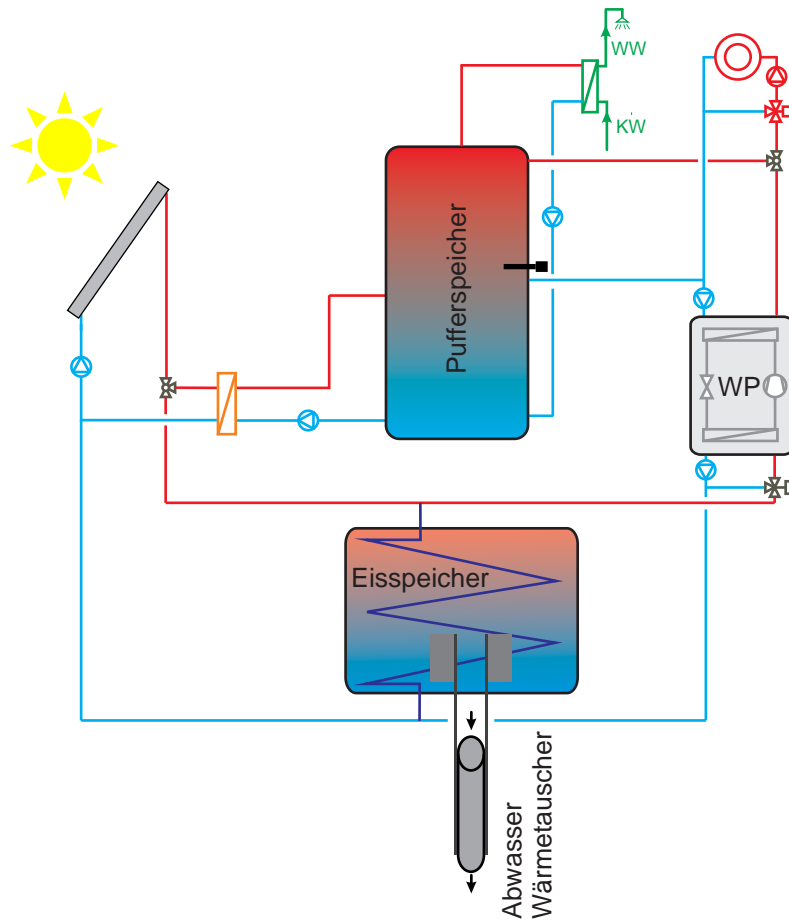 WW
KW
Pufferspeicher
WP
Eisspeicher
Abwasser
Wärmetauscher